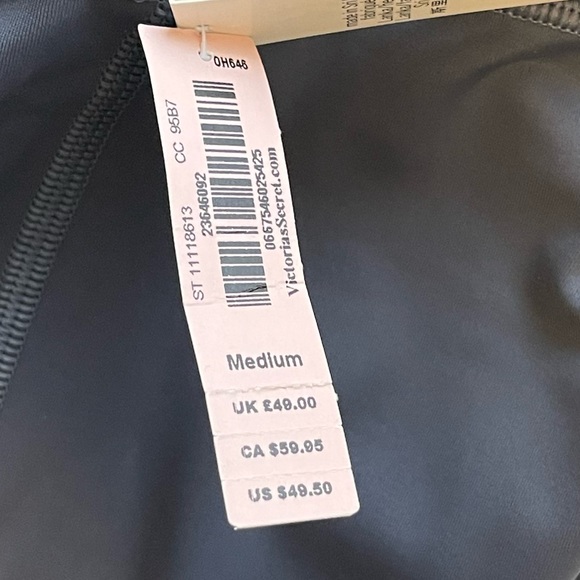 0H646
CC 95B7
ST 11118613
23646092
0667546025425
VictoriasSecret.com
Medium
UK £49.00
CA $59.95
US $49.50